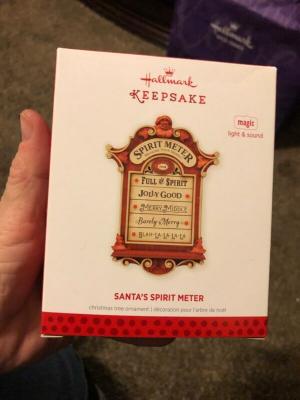 Hallmark
KEEPSAKE
magic
light & sound
SPIRIT METER
FULL OF SPIRIT
JOLLY GOOD
MERRY MIDDLE
Barely Merry
BLAH-LA-LA-LA-LA
SANTA'S SPIRIT METER
christmas tree ornament | décoration pour l'arbre de noël